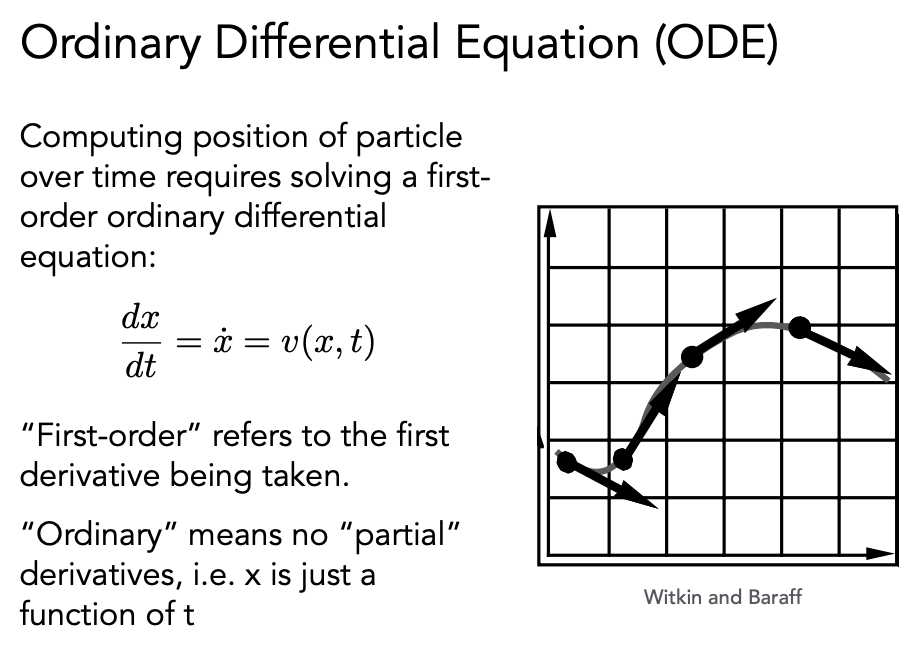 Ordinary Differential Equation (ODE)
Computing position of particle
over time requires solving a first-
order ordinary differential
equation:
dx/dt = ẋ = v(x, t)
“First-order” refers to the first
derivative being taken.
“Ordinary” means no “partial”
derivatives, i.e. x is just a
function of t
Witkin and Baraff